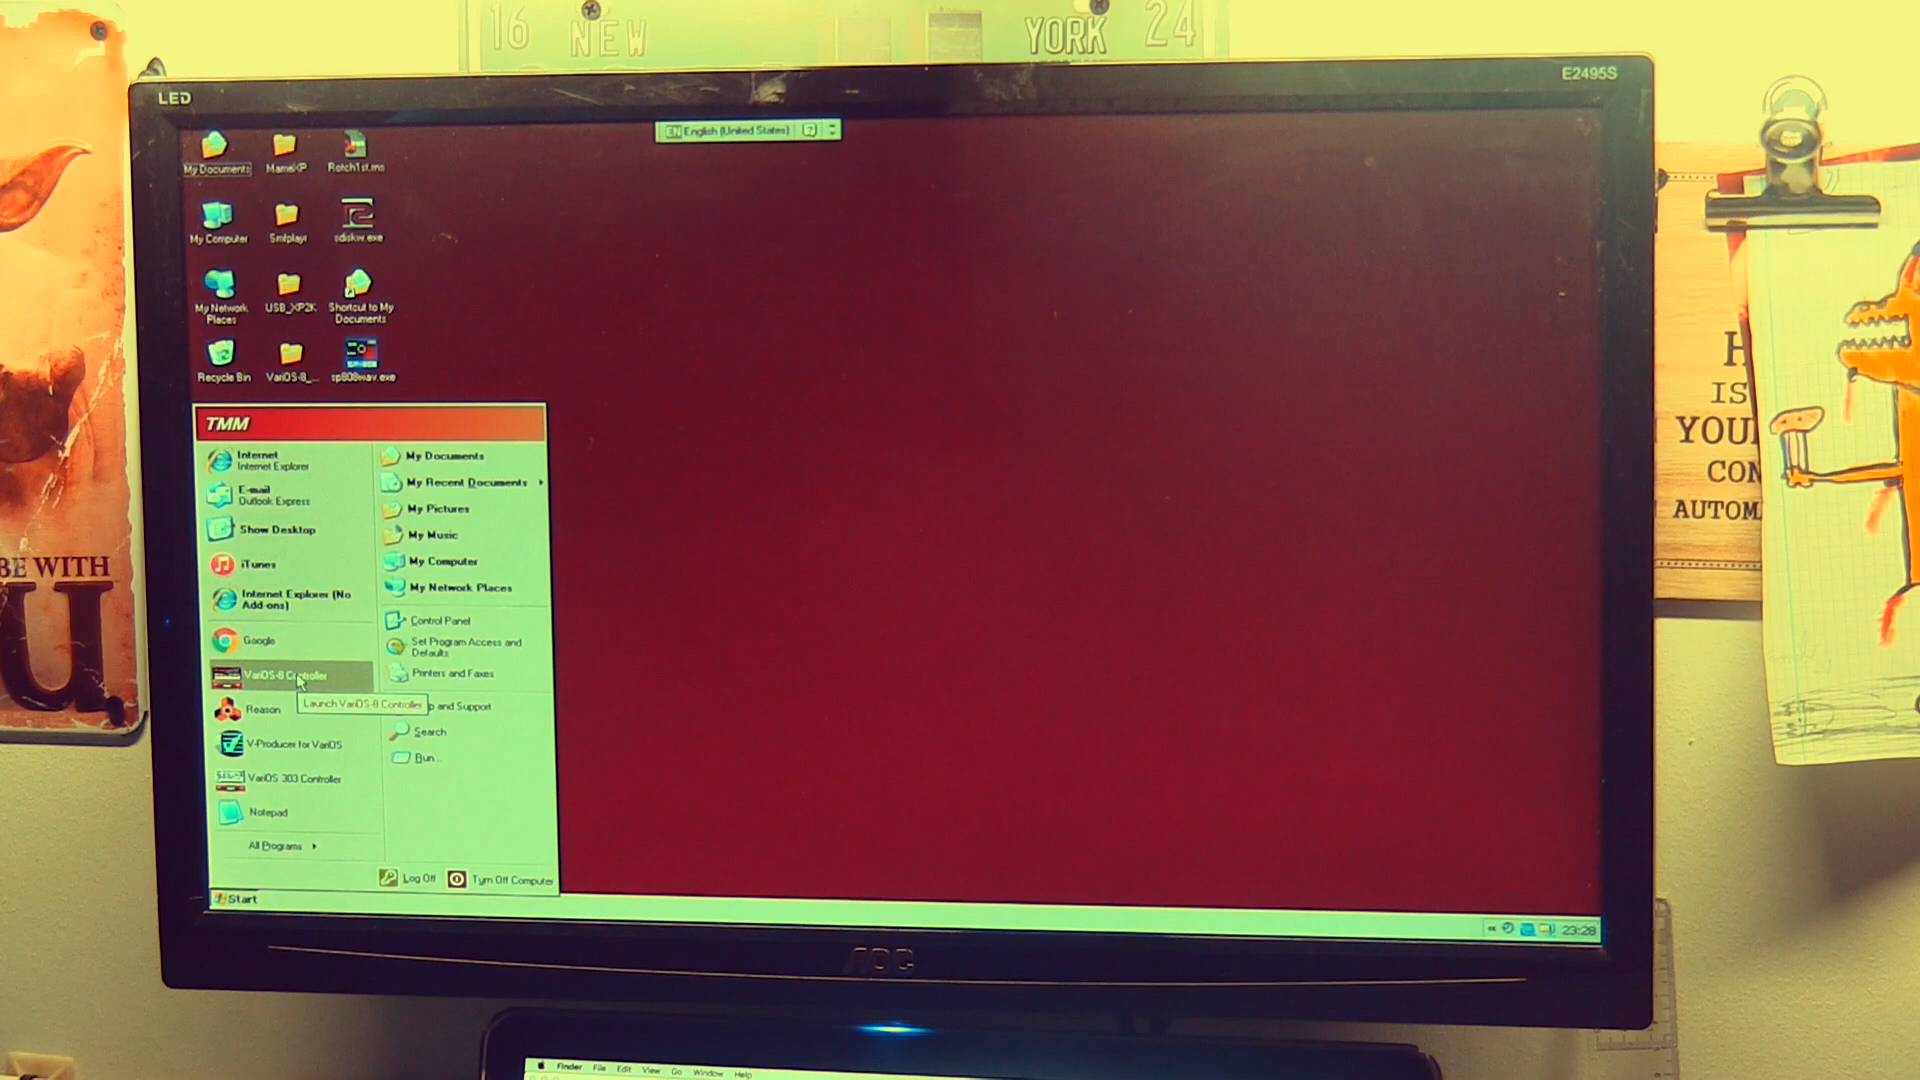 16 NEW YORK 24
LED
E2495S
EN English (United States)
My Documents
MameXP
My Computer
Smfplayr
sdiskw.exe
My Network
Places
USB_XP2K
Shortcut to My
Documents
Recycle Bin
VariOS-8_...
sp808wav.exe
TMM
Internet
Internet Explorer
E-mail
Outlook Express
Show Desktop
iTunes
Internet Explorer (No
Add-ons)
Google
VariOS-8 Controller
Launch VariOS-8 Controller
Reason
V-Producer for VariOS
VariOS 303 Controller
Notepad
All Programs
My Documents
My Recent Documents
My Pictures
My Music
My Computer
My Network Places
Control Panel
Set Program Access and
Defaults
Printers and Faxes
p and Support
Search
Run...
Log Off
Turn Off Computer
Start
23:28
AOC
Finder File Edit View Go Window Help
BE WITH
U.
H
IS
YOU
CON
AUTOM